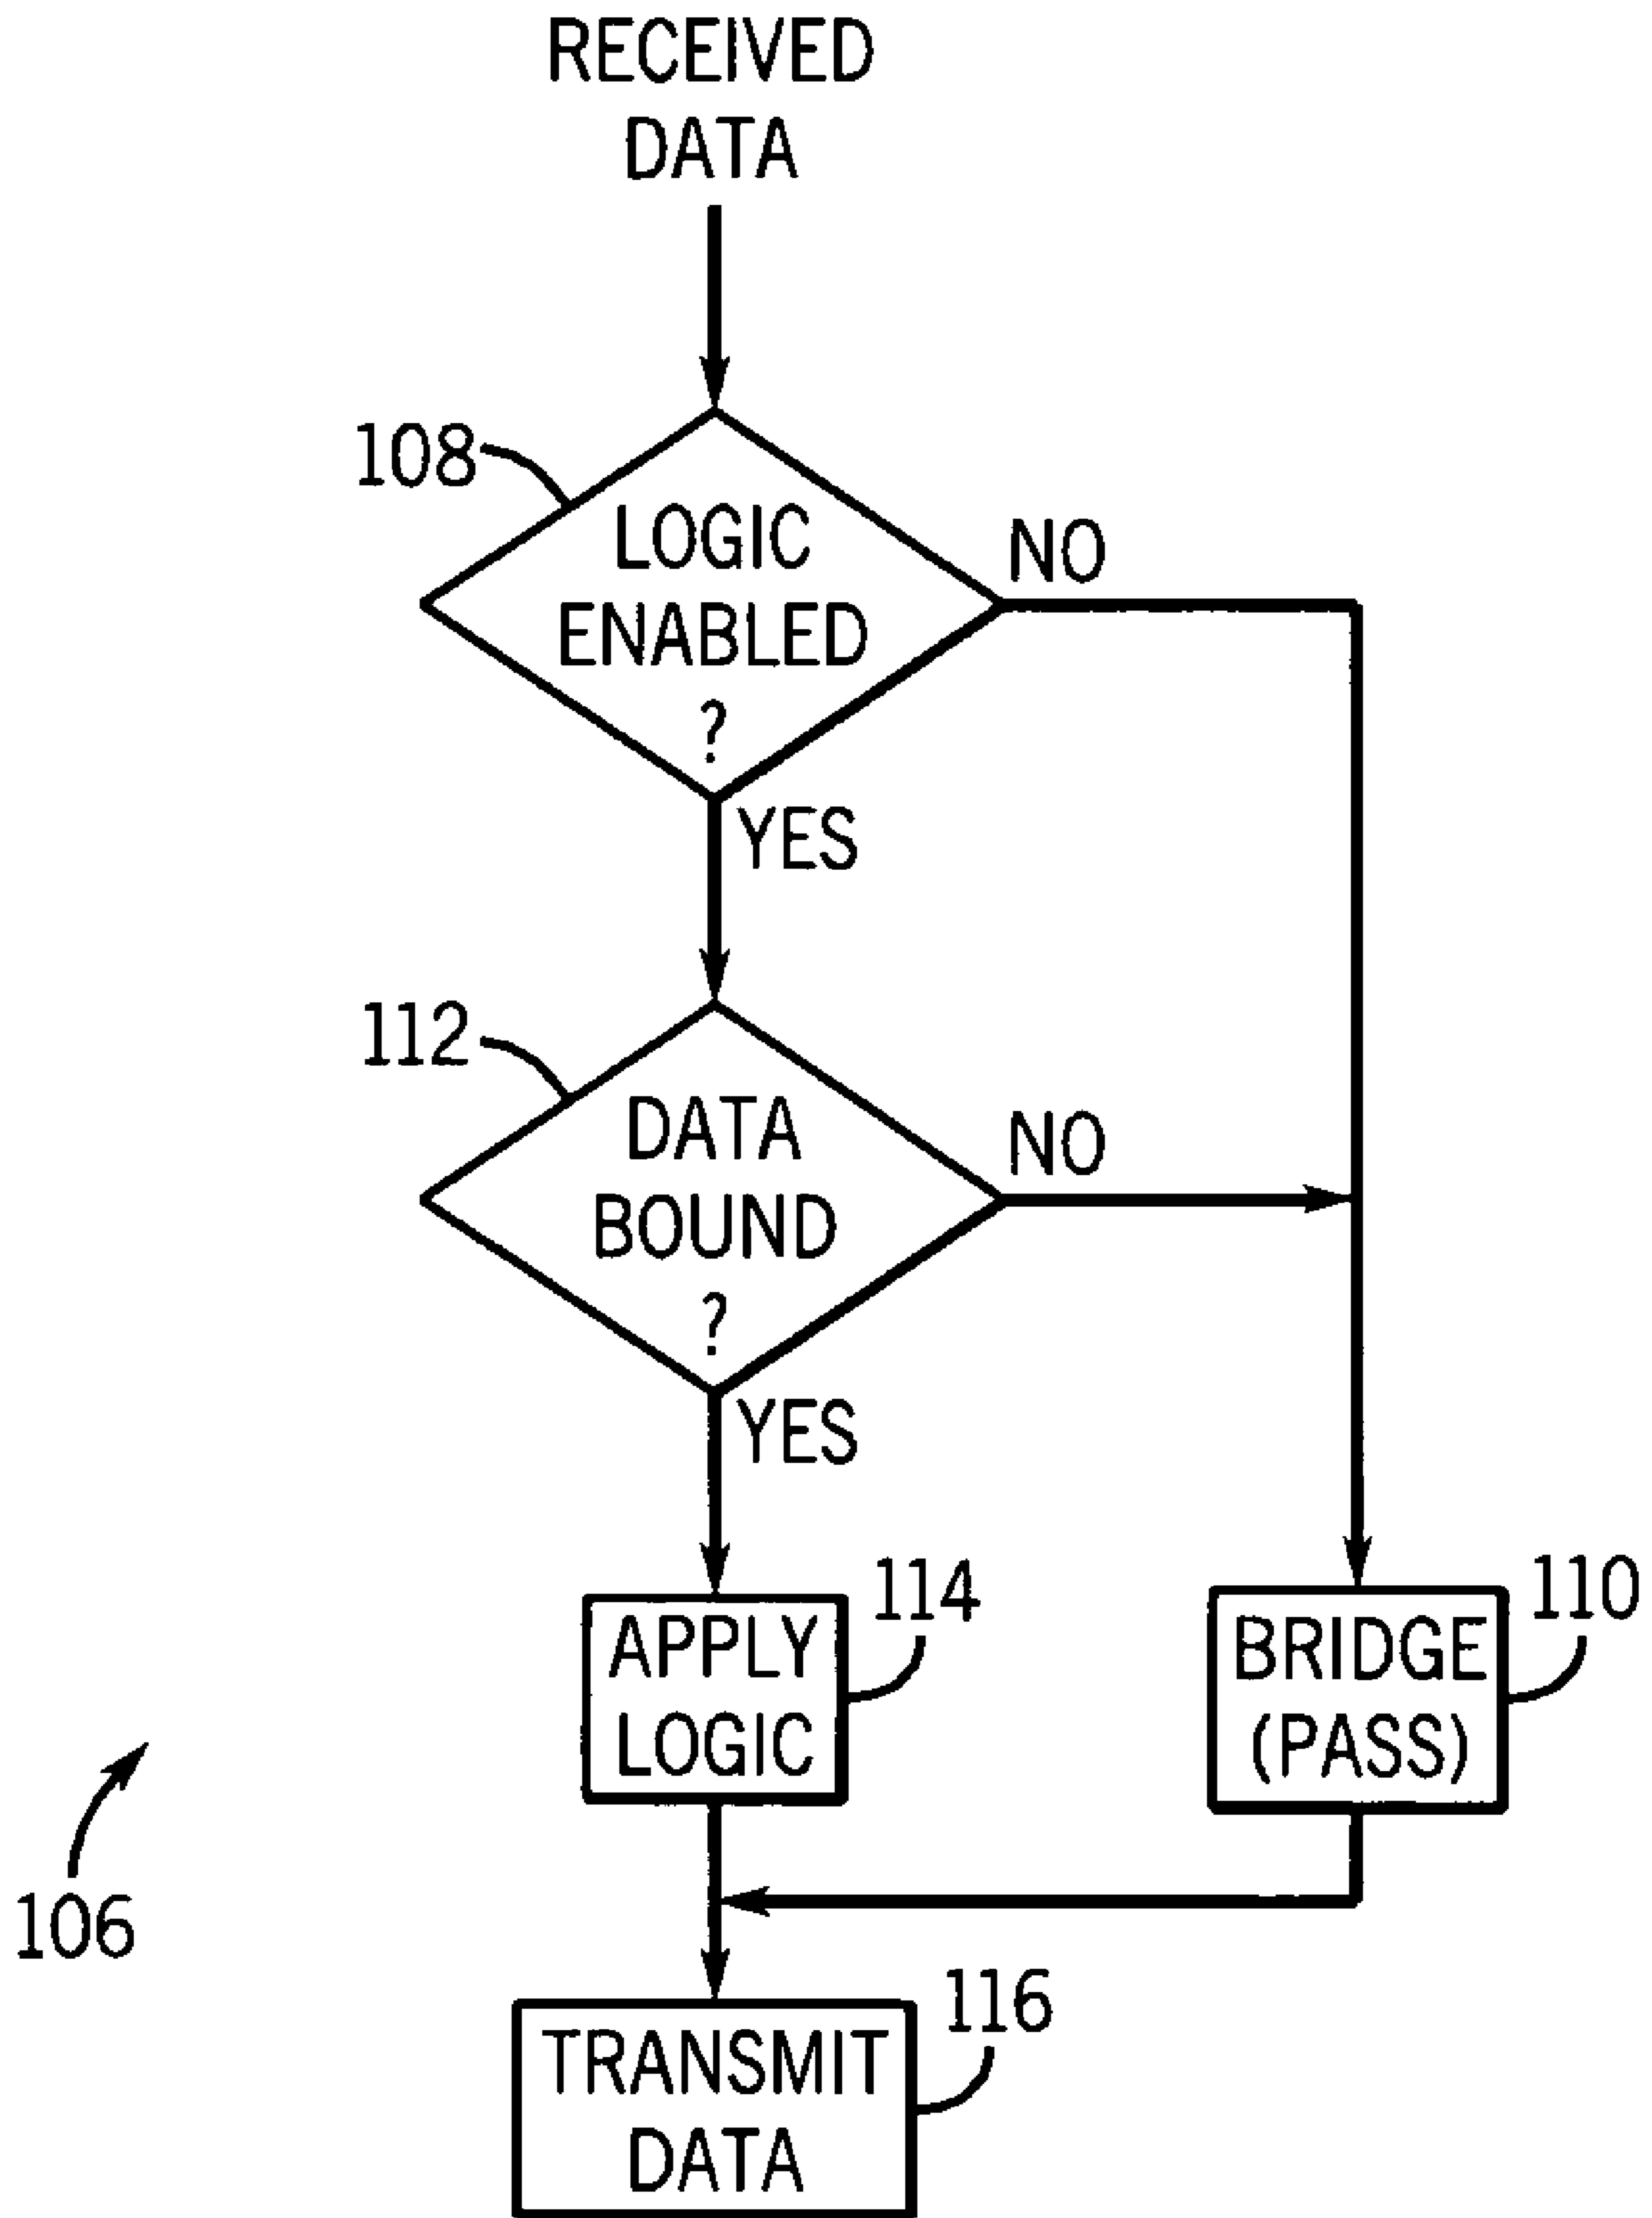 RECEIVED
DATA
108
LOGIC
ENABLED
?
NO
YES
112
DATA
BOUND
?
NO
YES
114
APPLY
LOGIC
110
BRIDGE
(PASS)
106
116
TRANSMIT
DATA